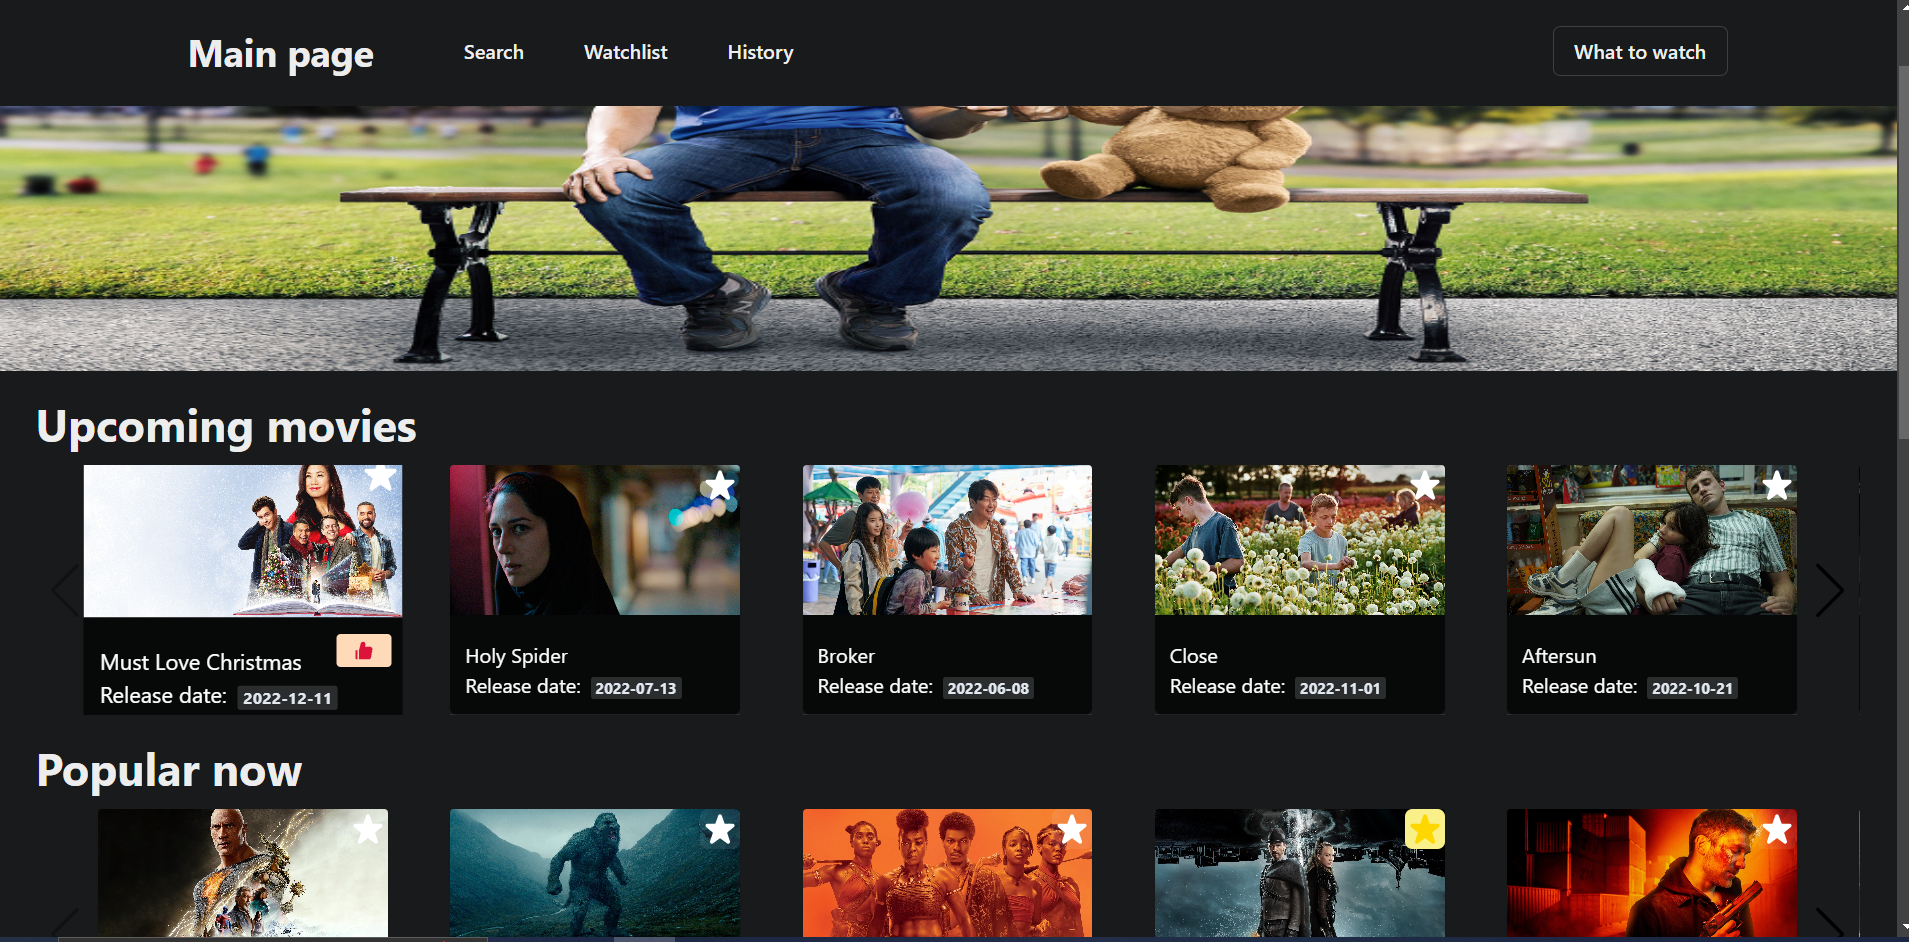 Main page
Search
Watchlist
History
What to watch
Upcoming movies
Must Love Christmas
Release date: 2022-12-11
Holy Spider
Release date: 2022-07-13
Broker
Release date: 2022-06-08
Close
Release date: 2022-11-01
Aftersun
Release date: 2022-10-21
Popular now